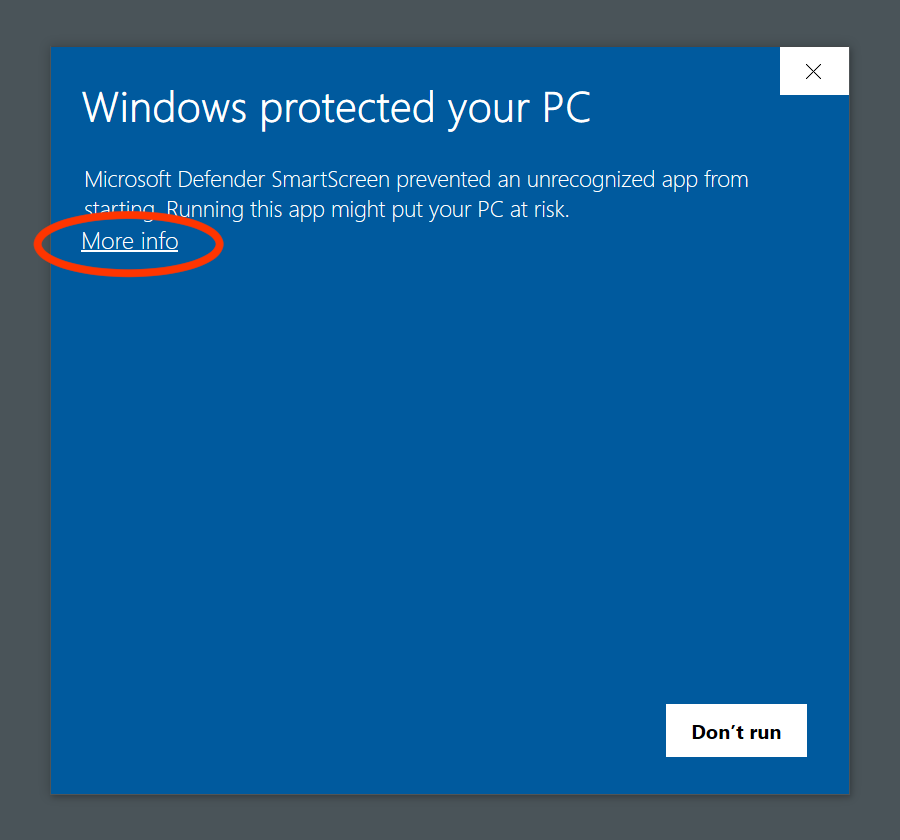 Windows protected your PC
Microsoft Defender SmartScreen prevented an unrecognized app from
starting. Running this app might put your PC at risk.
More info
Don’t run